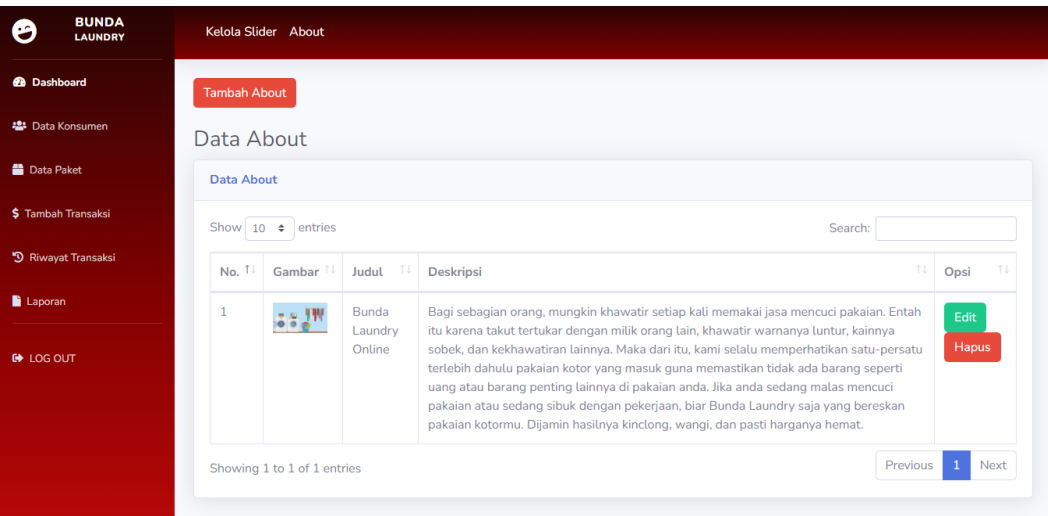 BUNDA
LAUNDRY
Kelola Slider About
Dashboard
Data Konsumen
Data Paket
Tambah Transaksi
Riwayat Transaksi
Laporan
LOG OUT
Tambah About
Data About
Data About
Show 10 entries
Search:
No. Gambar Judul Deskripsi Opsi
1
Bunda
Laundry
Online
Bagi sebagian orang, mungkin khawatir setiap kali memakai jasa mencuci pakaian. Entah
itu karena takut tertukar dengan milik orang lain, khawatir warnanya luntur, kainnya
sobek, dan kekhawatiran lainnya. Maka dari itu, kami selalu memperhatikan satu-persatu
terlebih dahulu pakaian kotor yang masuk guna memastikan tidak ada barang seperti
uang atau barang penting lainnya di pakaian anda. Jika anda sedang malas mencuci
pakaian atau sedang sibuk dengan pekerjaan, biar Bunda Laundry saja yang bereskan
pakaian kotormu. Dijamin hasilnya kinclong, wangi, dan pasti harganya hemat.
Edit
Hapus
Showing 1 to 1 of 1 entries
Previous 1 Next